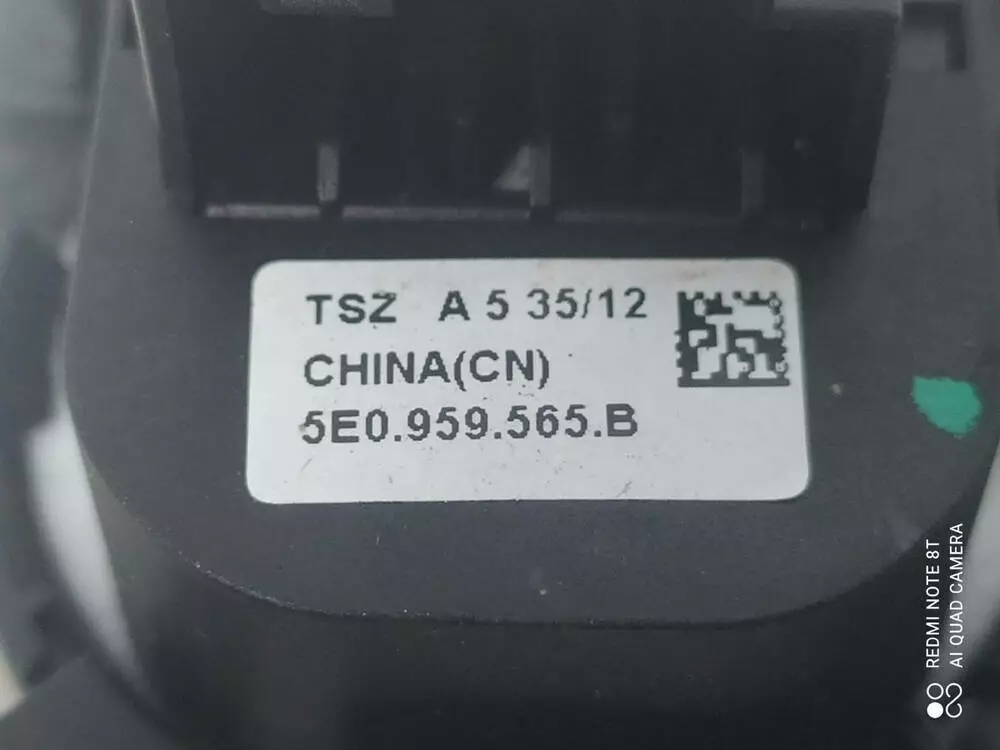 TSZ A 5 35/12
CHINA(CN)
5E0.959.565.B
REDMI NOTE 8T
AI QUAD CAMERA